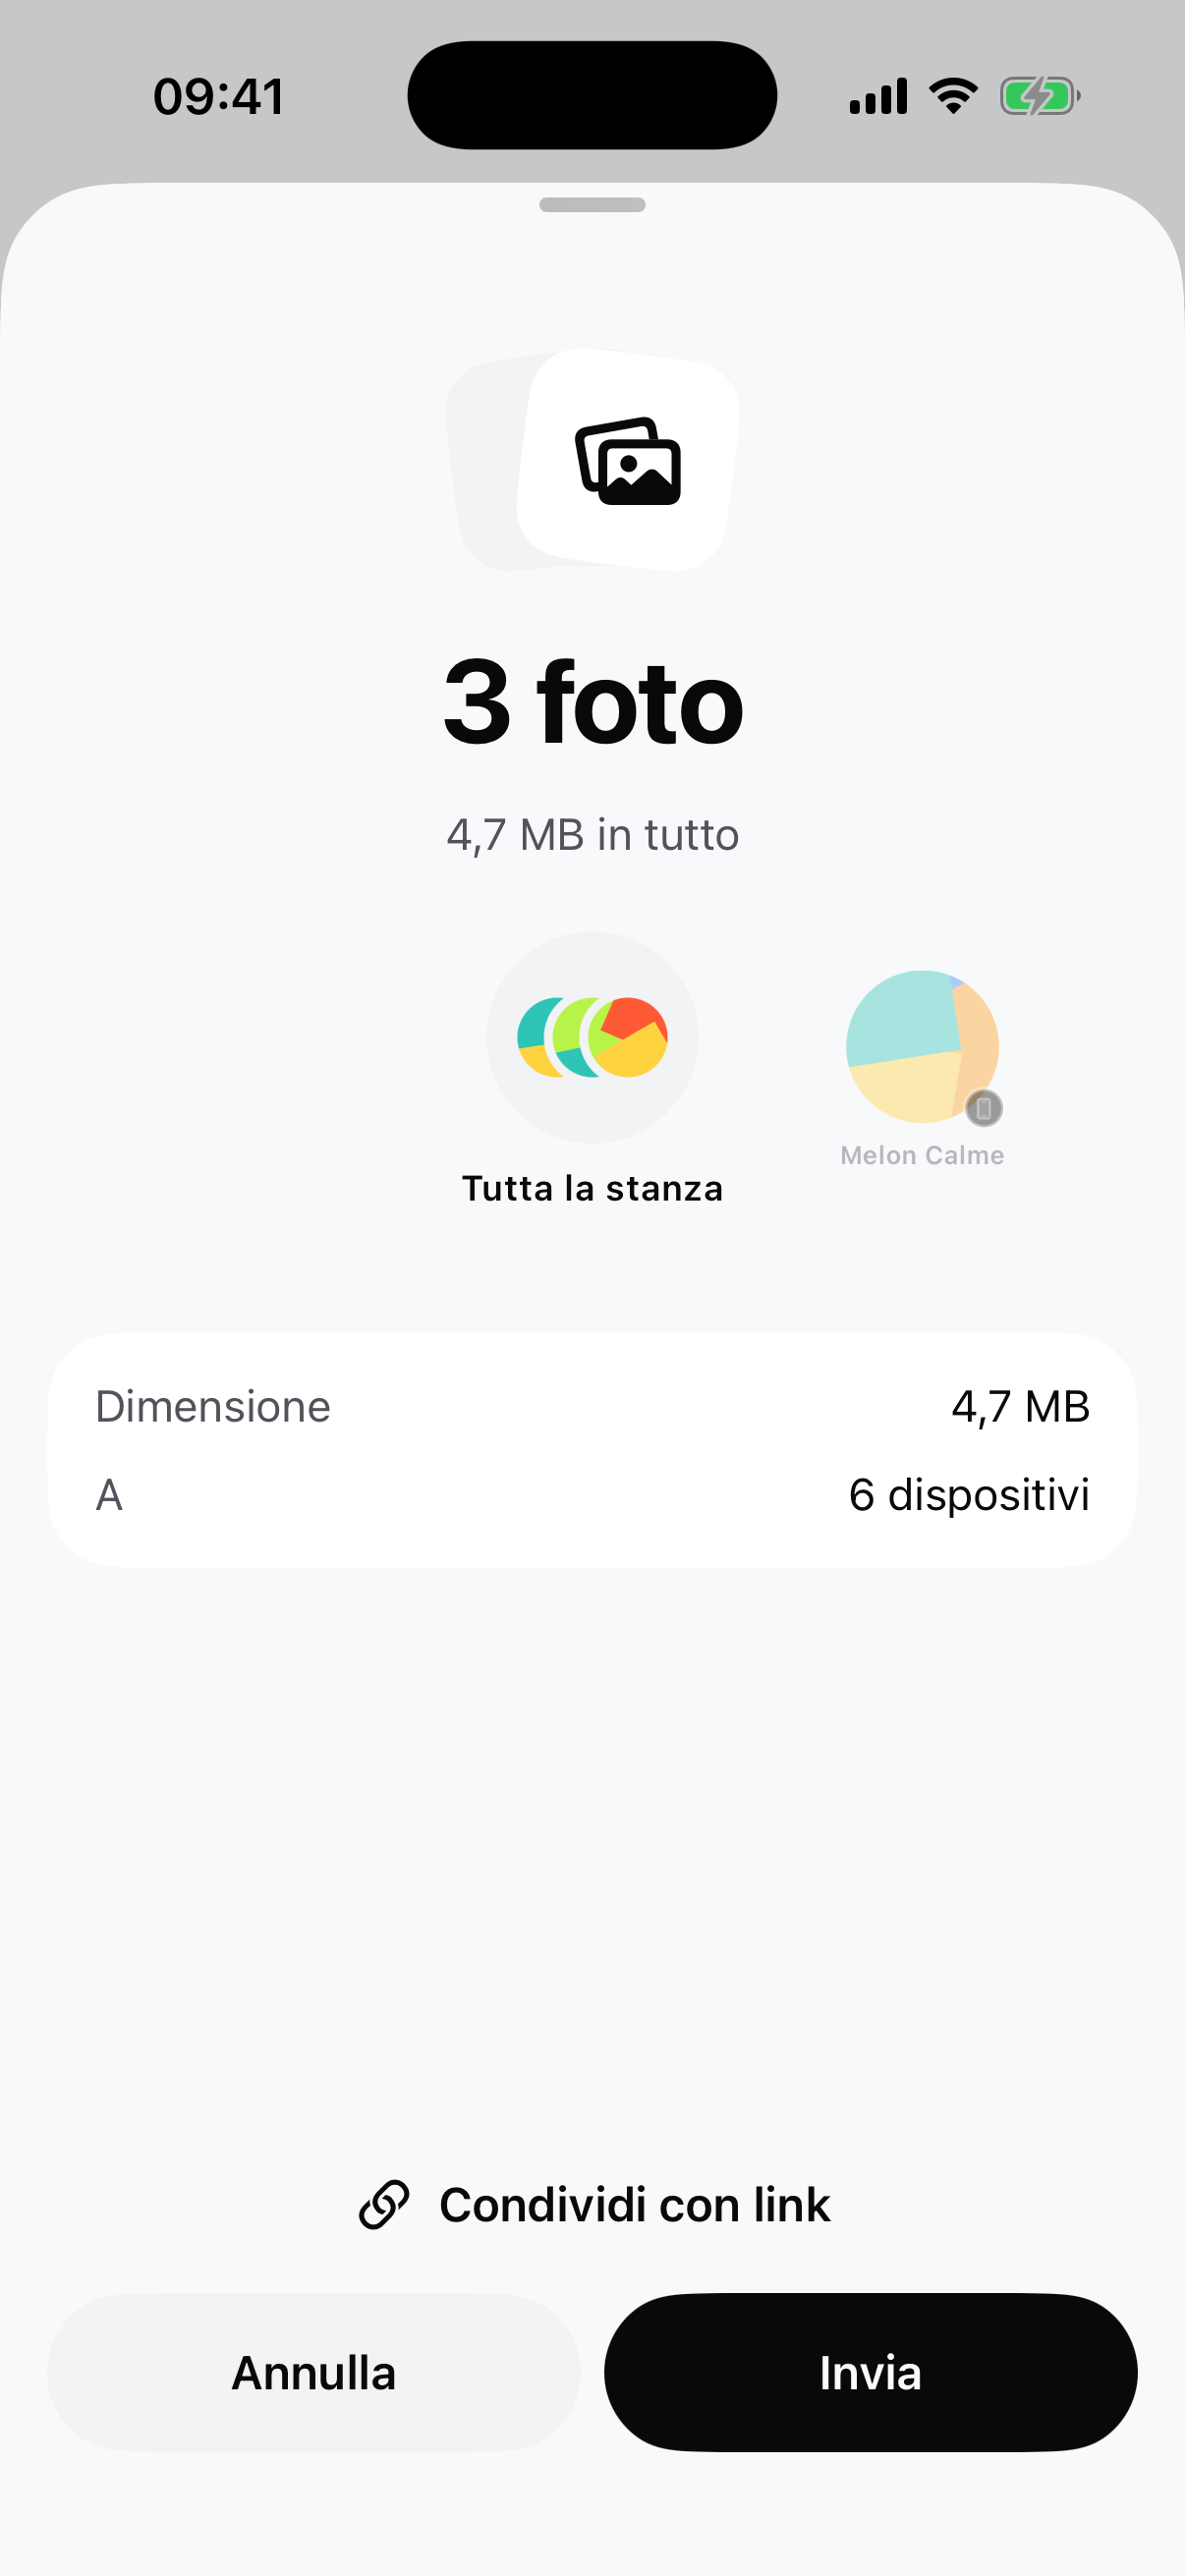 09:41
3 foto
4,7 MB in tutto
Tutta la stanza
Melon Calme
Dimensione 4,7 MB
A 6 dispositivi
Condividi con link
Annulla Invia